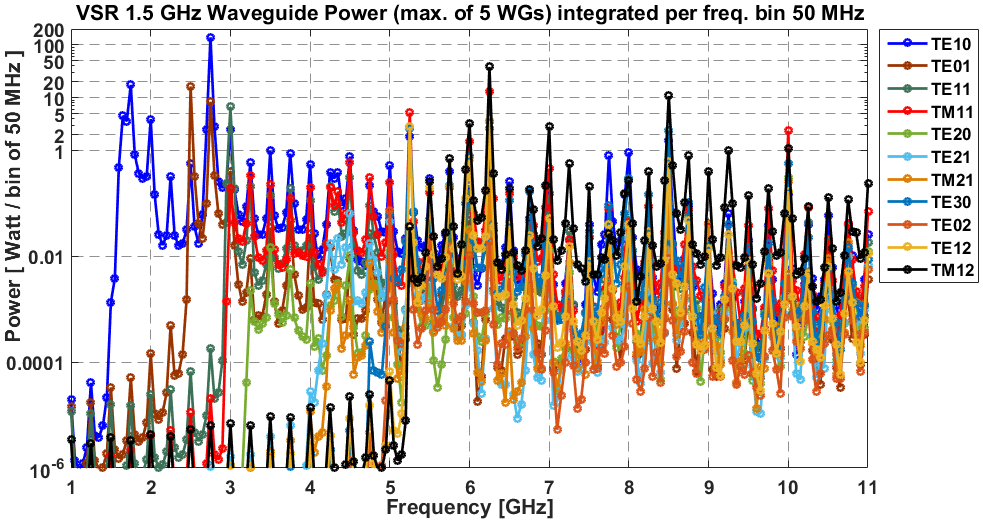 VSR 1.5 GHz Waveguide Power (max. of 5 WGs) integrated per freq. bin 50 MHz
Power [ Watt / bin of 50 MHz ]
200
100
50
20
10
5
2
1
0.01
0.0001
10-6
1 2 3 4 5 6 7 8 9 10 11
Frequency [GHz]
TE10
TE01
TE11
TM11
TE20
TE21
TM21
TE30
TE02
TE12
TM12